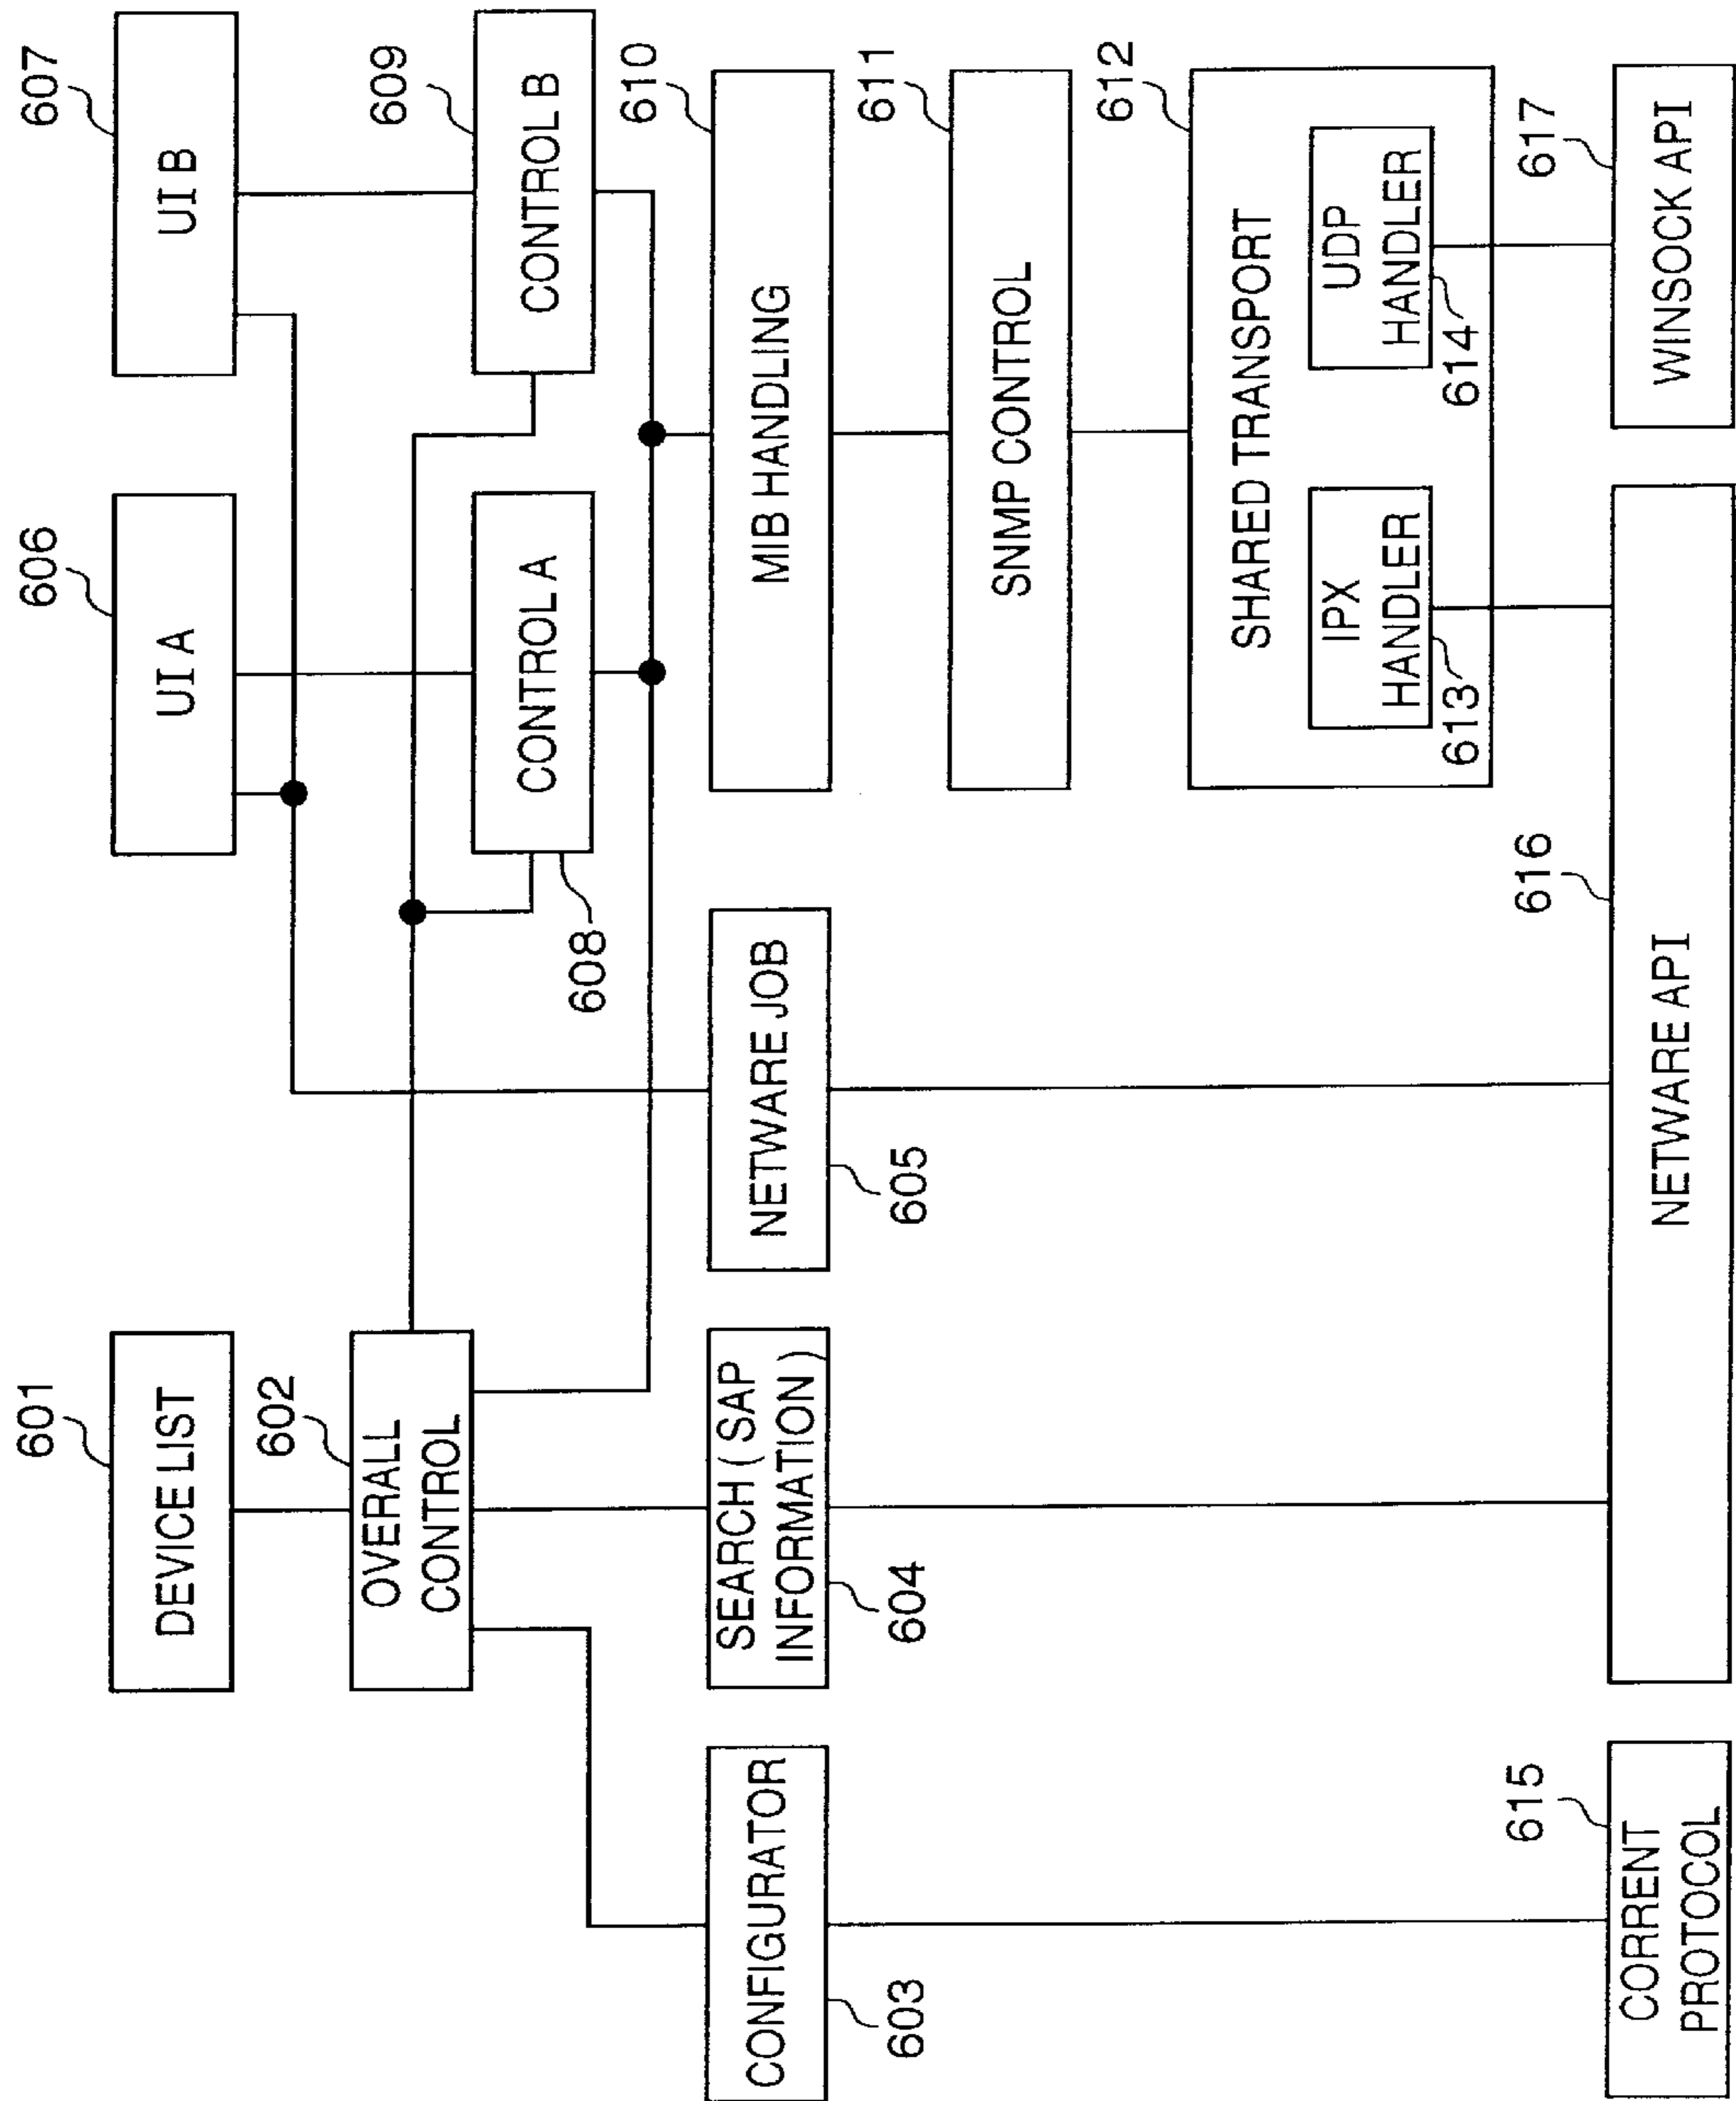 601
DEVICE LIST
606
UI A
607
UI B
602
OVERALL
CONTROL
608
CONTROL A
609
CONTROL B
603
CONFIGURATOR
604
SEARCH ( SAP
INFORMATION )
605
NETWARE JOB
610
MIB HANDLING
611
SNMP CONTROL
612
SHARED TRANSPORT
613
IPX
HANDLER
614
UDP
HANDLER
615
CORRENT
PROTOCOL
616
NETWARE API
617
WINSOCK API